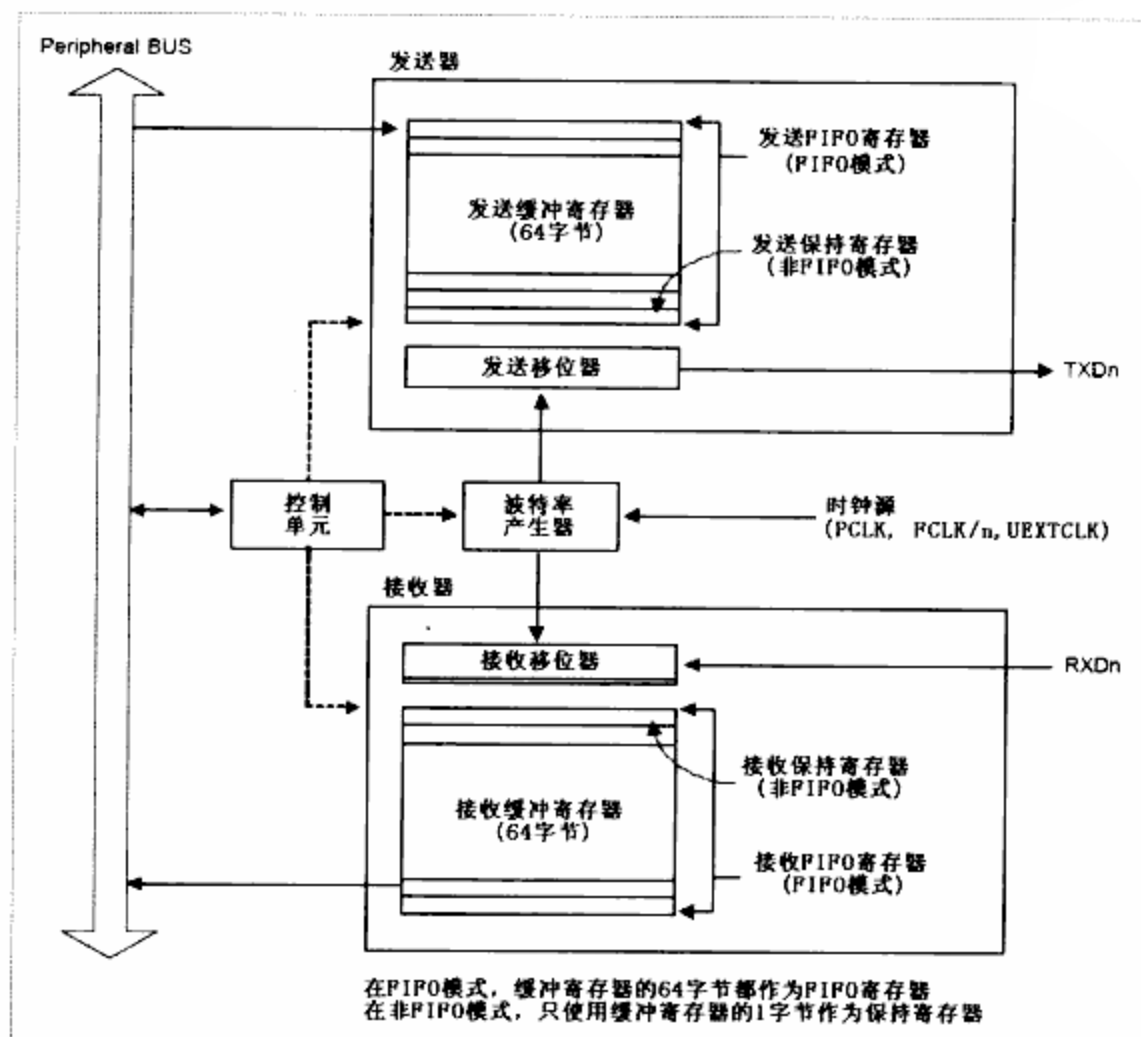 Peripheral BUS
发送器
发送FIFO寄存器
(FIFO模式)
发送缓冲寄存器
(64字节)
发送保持寄存器
(非FIFO模式)
发送移位器
TXDn
控制
单元
波特率
产生器
时钟源
(PCLK, FCLK/n,UEXTCLK)
接收器
接收移位器
RXDn
接收保持寄存器
(非FIFO模式)
接收缓冲寄存器
(64字节)
接收FIFO寄存器
(FIFO模式)
在FIFO模式，缓冲寄存器的64字节都作为FIFO寄存器
在非FIFO模式，只使用缓冲寄存器的1字节作为保持寄存器